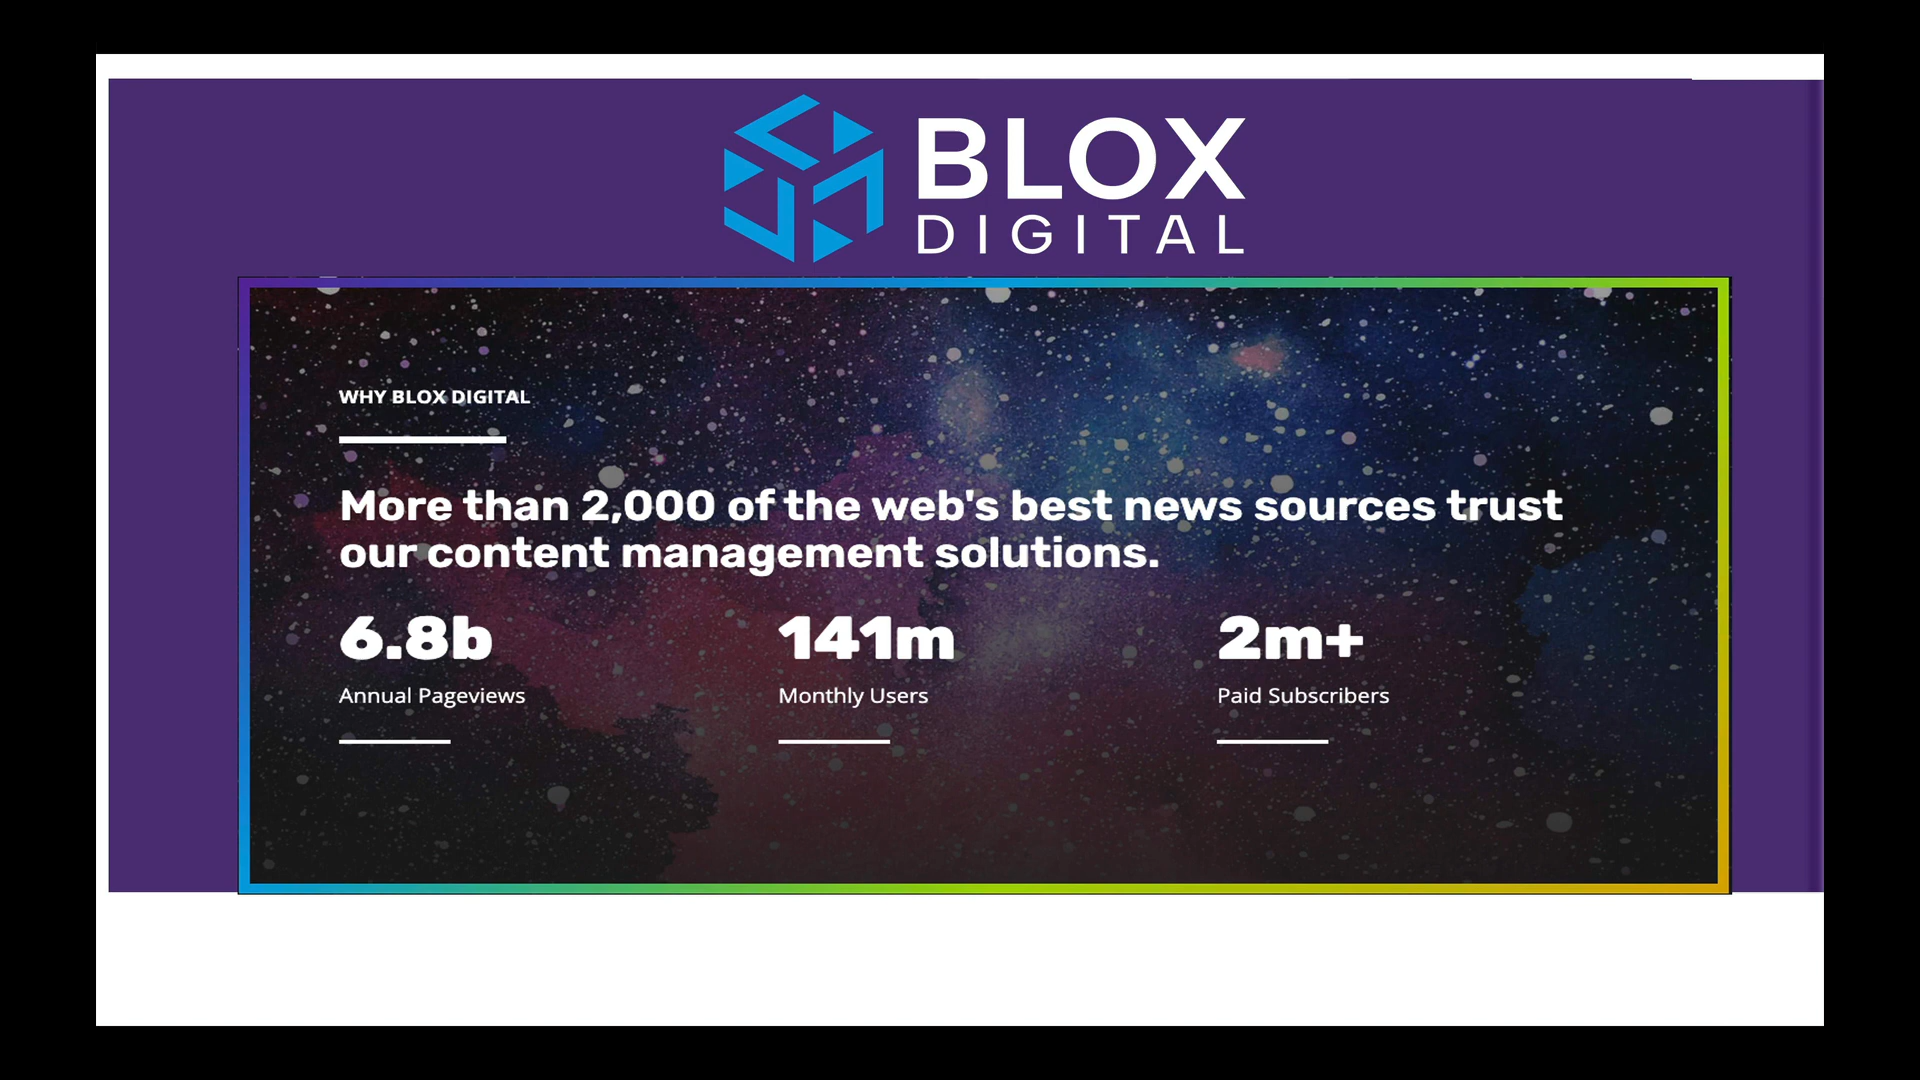 BLOX
DIGITAL
WHY BLOX DIGITAL
More than 2,000 of the web's best news sources trust
our content management solutions.
6.8b 141m 2m+
Annual Pageviews Monthly Users Paid Subscribers